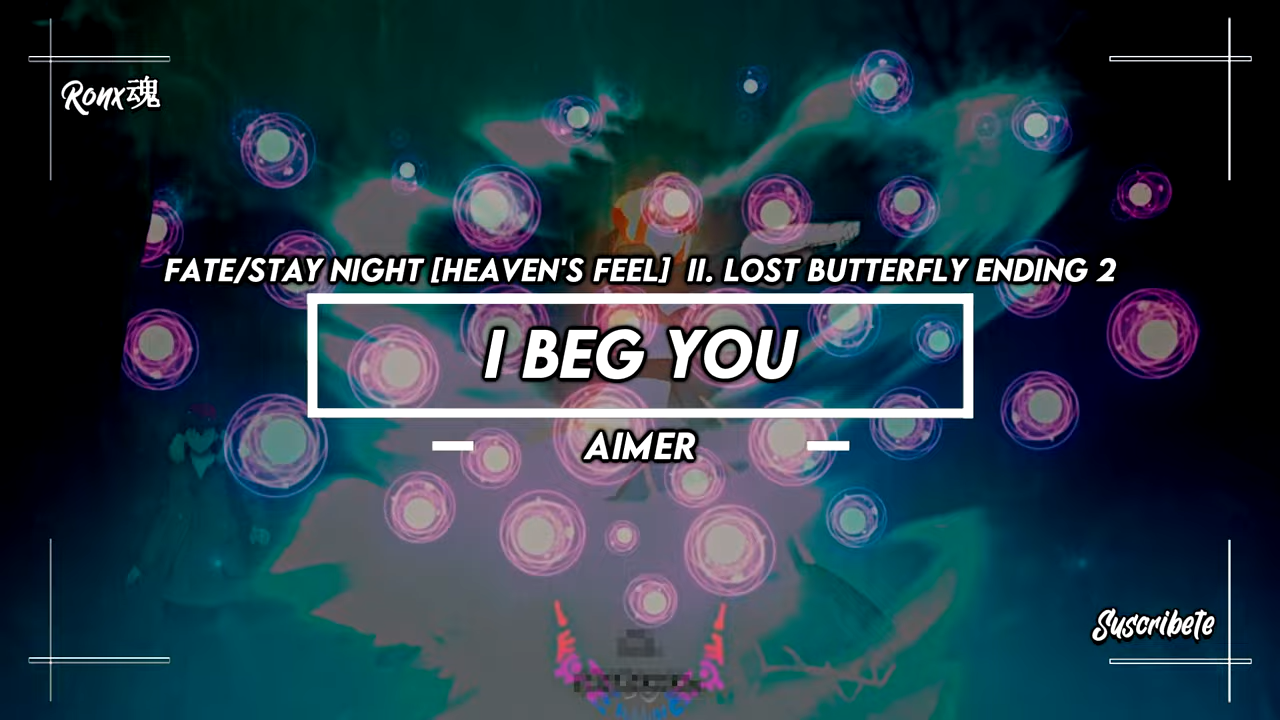 Ronx魂
FATE/STAY NIGHT [HEAVEN'S FEEL] II. LOST BUTTERFLY ENDING 2
I BEG YOU
AIMER
Suscribete